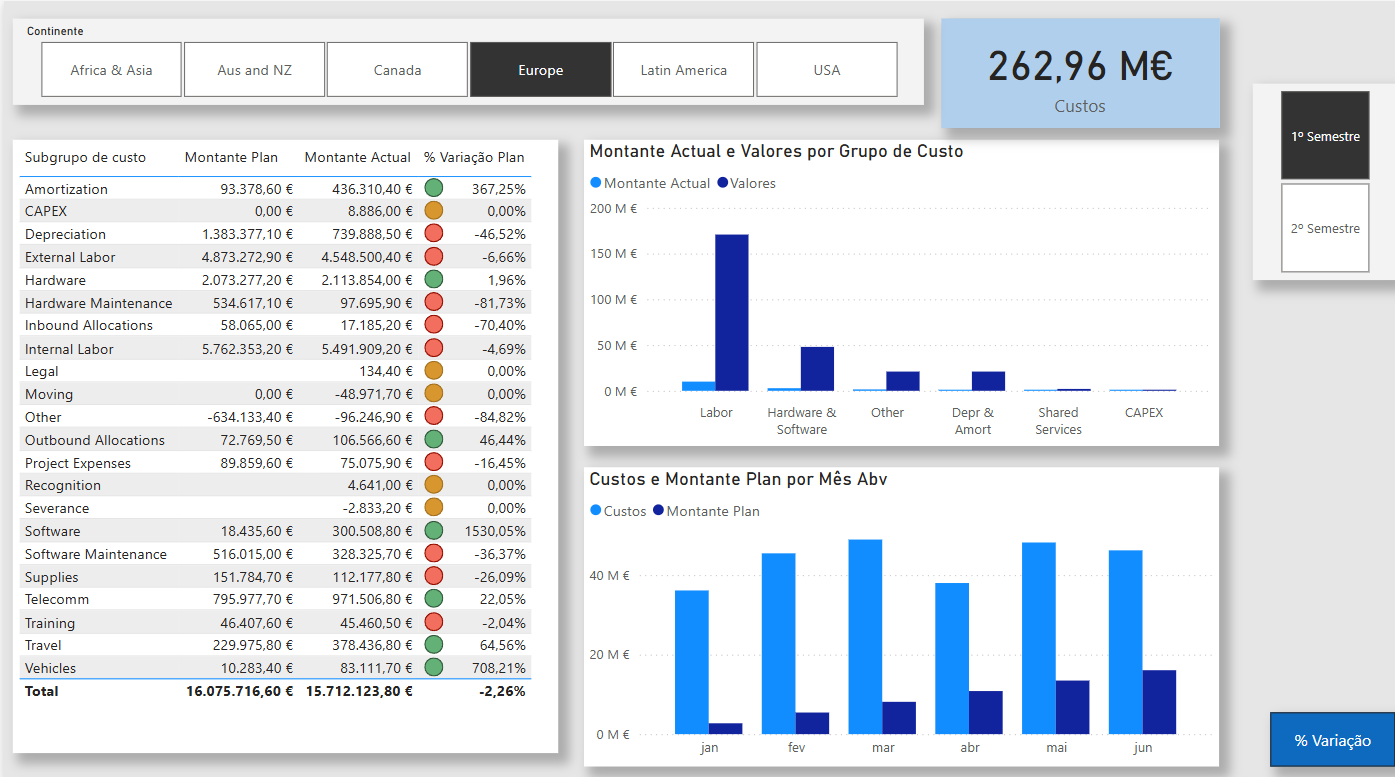 Continente
Africa & Asia Aus and NZ Canada Europe Latin America USA
262,96 M€
Custos
1º Semestre
2º Semestre
Subgrupo de custo Montante Plan Montante Actual % Variação Plan
Amortization 93.378,60 € 436.310,40 € 367,25%
CAPEX 0,00 € 8.886,00 € 0,00%
Depreciation 1.383.377,10 € 739.888,50 € -46,52%
External Labor 4.873.272,90 € 4.548.500,40 € -6,66%
Hardware 2.073.277,20 € 2.113.854,00 € 1,96%
Hardware Maintenance 534.617,10 € 97.695,90 € -81,73%
Inbound Allocations 58.065,00 € 17.185,20 € -70,40%
Internal Labor 5.762.353,20 € 5.491.909,20 € -4,69%
Legal 134,40 € 0,00%
Moving 0,00 € -48.971,70 € 0,00%
Other -634.133,40 € -96.246,90 € -84,82%
Outbound Allocations 72.769,50 € 106.566,60 € 46,44%
Project Expenses 89.859,60 € 75.075,90 € -16,45%
Recognition 4.641,00 € 0,00%
Severance -2.833,20 € 0,00%
Software 18.435,60 € 300.508,80 € 1530,05%
Software Maintenance 516.015,00 € 328.325,70 € -36,37%
Supplies 151.784,70 € 112.177,80 € -26,09%
Telecomm 795.977,70 € 971.506,80 € 22,05%
Training 46.407,60 € 45.460,50 € -2,04%
Travel 229.975,80 € 378.436,80 € 64,56%
Vehicles 10.283,40 € 83.111,70 € 708,21%
Total 16.075.716,60 € 15.712.123,80 € -2,26%
Montante Actual e Valores por Grupo de Custo
Montante Actual Valores
200 M €
150 M €
100 M €
50 M €
0 M €
Labor Hardware & Other Depr & Shared CAPEX
Software Amort Services
Custos e Montante Plan por Mês Abv
Custos Montante Plan
40 M €
20 M €
0 M €
jan fev mar abr mai jun
% Variação